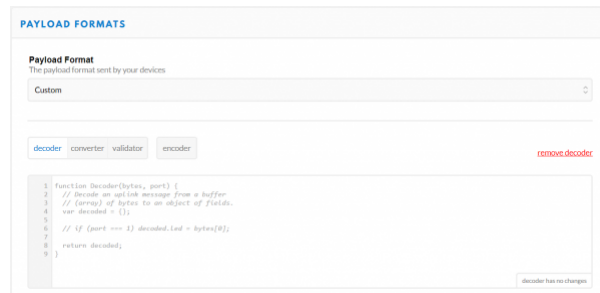 PAYLOAD FORMATS
Payload Format
The payload format sent by your devices
Custom
decoder converter validator encoder
remove decoder
1 function Decoder(bytes, port) {
2 // Decode an uplink message from a buffer
3 // (array) of bytes to an object of fields.
4 var decoded = {};
5
6 // if (port === 1) decoded.led = bytes[0];
7
8 return decoded;
9 }
decoder has no changes